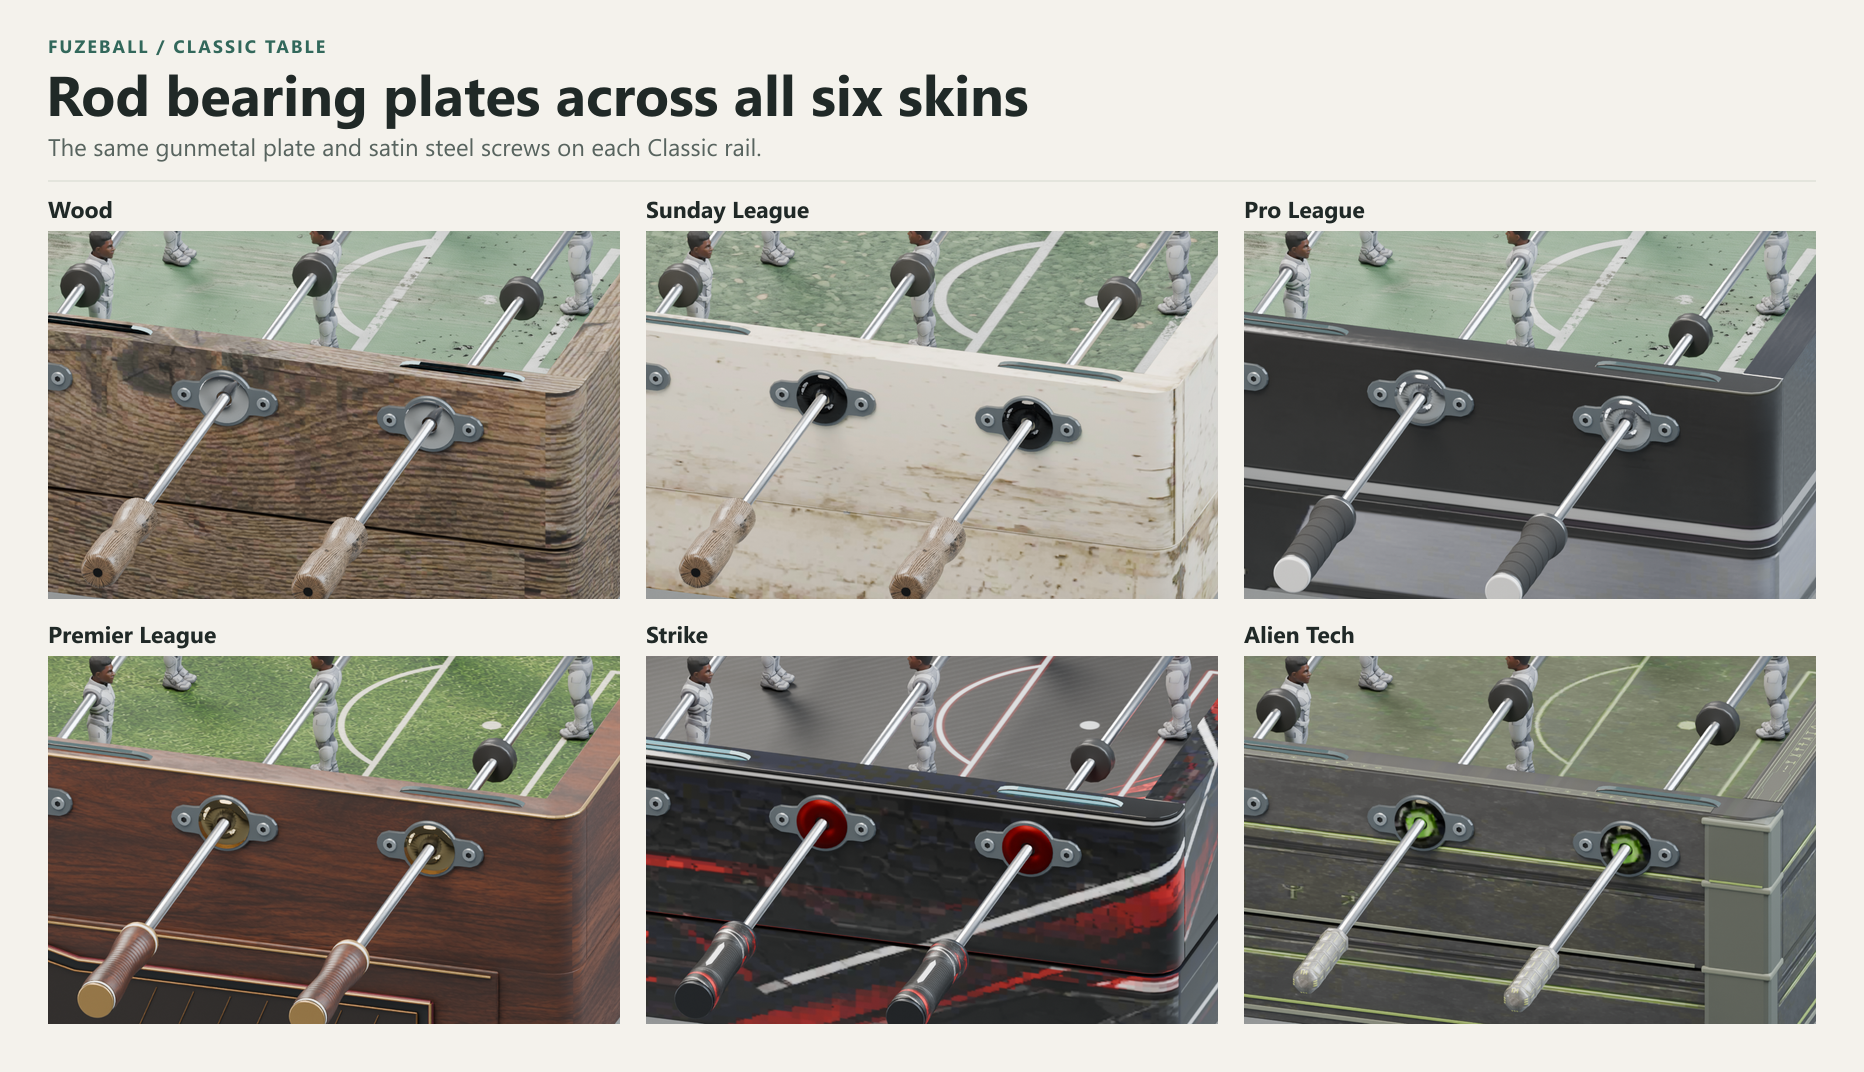 FUZEBALL / CLASSIC TABLE
Rod bearing plates across all six skins
The same gunmetal plate and satin steel screws on each Classic rail.
Wood
Sunday League
Pro League
Premier League
Strike
Alien Tech